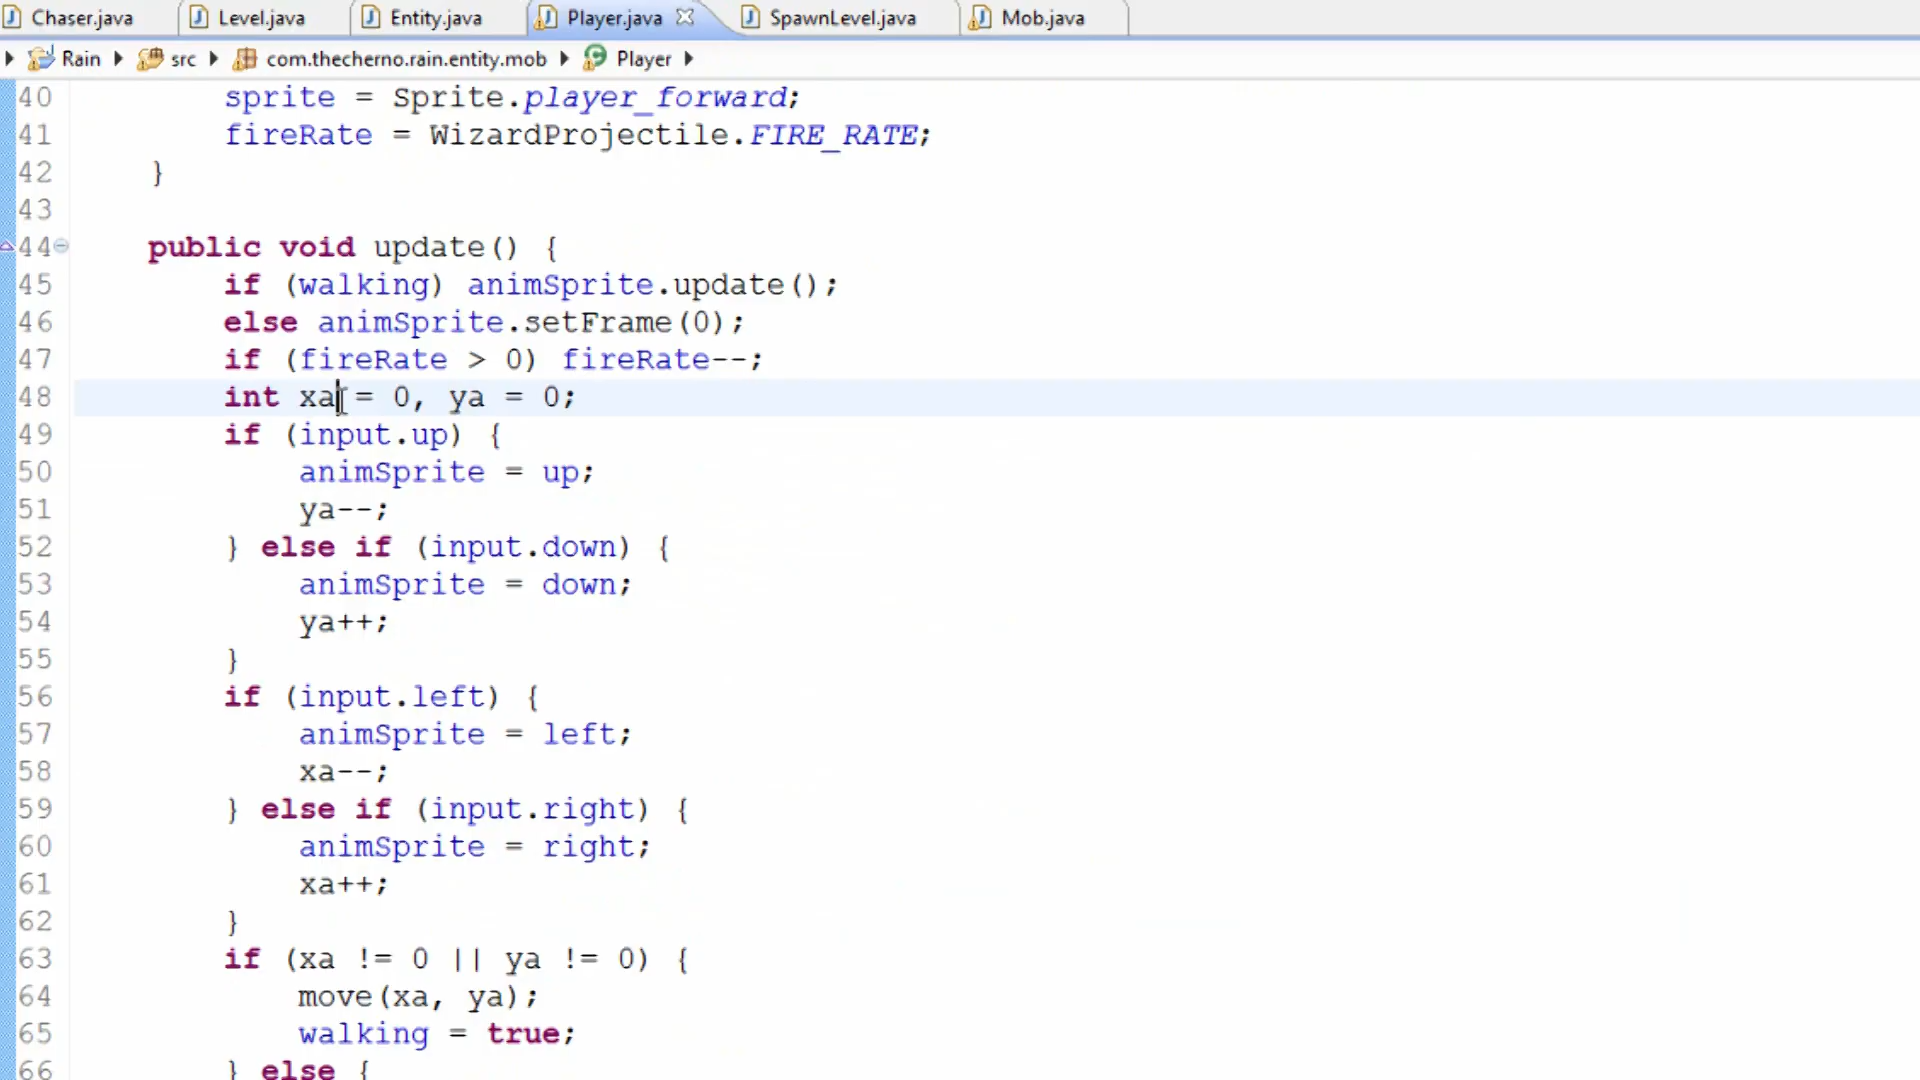 Chaser.java Level.java Entity.java Player.java SpawnLevel.java Mob.java
Rain src com.thecherno.rain.entity.mob Player
40 sprite = Sprite.player_forward;
41 fireRate = WizardProjectile.FIRE_RATE;
42 }
43
44 public void update() {
45 if (walking) animSprite.update();
46 else animSprite.setFrame(0);
47 if (fireRate > 0) fireRate--;
48 int xa = 0, ya = 0;
49 if (input.up) {
50 animSprite = up;
51 ya--;
52 } else if (input.down) {
53 animSprite = down;
54 ya++;
55 }
56 if (input.left) {
57 animSprite = left;
58 xa--;
59 } else if (input.right) {
60 animSprite = right;
61 xa++;
62 }
63 if (xa != 0 || ya != 0) {
64 move(xa, ya);
65 walking = true;
66 } else {